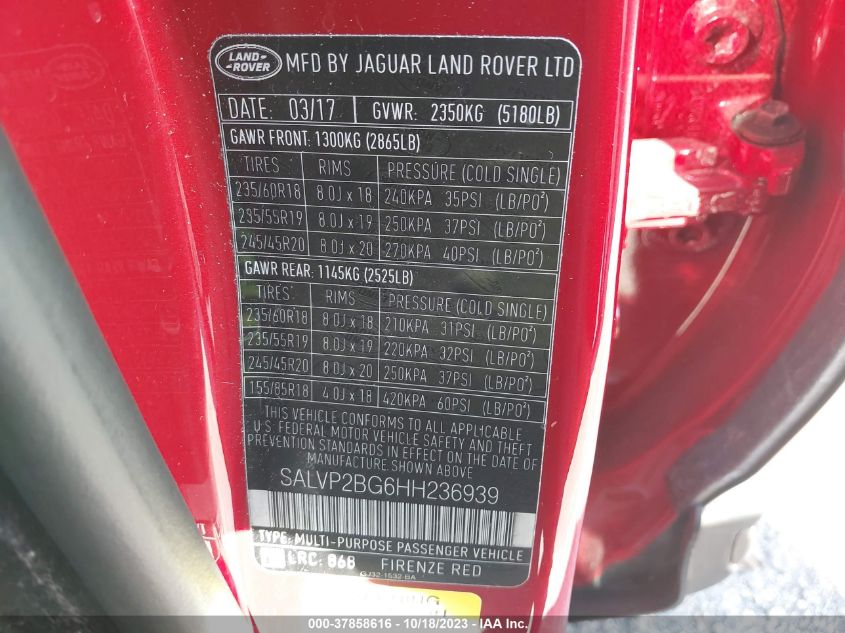 LAND-
-ROVER
MFD BY JAGUAR LAND ROVER LTD
DATE: 03/17 GVWR: 2350KG (5180LB)
GAWR FRONT: 1300KG (2865LB)
TIRES RIMS PRESSURE (COLD SINGLE)
235/60R18 8.0J x 18 240KPA 35PSI (LB/PO²)
235/55R19 8.0J x 19 250KPA 37PSI (LB/PO²)
245/45R20 8.0J x 20 270KPA 40PSI (LB/PO²)
GAWR REAR: 1145KG (2525LB)
TIRES RIMS PRESSURE (COLD SINGLE)
235/60R18 8.0J x 18 210KPA 31PSI (LB/PO²)
235/55R19 8.0J x 19 220KPA 32PSI (LB/PO²)
245/45R20 8.0J x 20 250KPA 37PSI (LB/PO²)
155/85R18 4.0J x 18 420KPA 60PSI (LB/PO²)
THIS VEHICLE CONFORMS TO ALL APPLICABLE
U.S. FEDERAL MOTOR VEHICLE SAFETY AND THEFT
PREVENTION STANDARDS IN EFFECT ON THE DATE OF
MANUFACTURE SHOWN ABOVE
SALVP2BG6HH236939
TYPE: MULTI-PURPOSE PASSENGER VEHICLE
LRC: 868 FIRENZE RED
GJ32-1532-BA
000-37858616 - 10/18/2023 - IAA Inc.